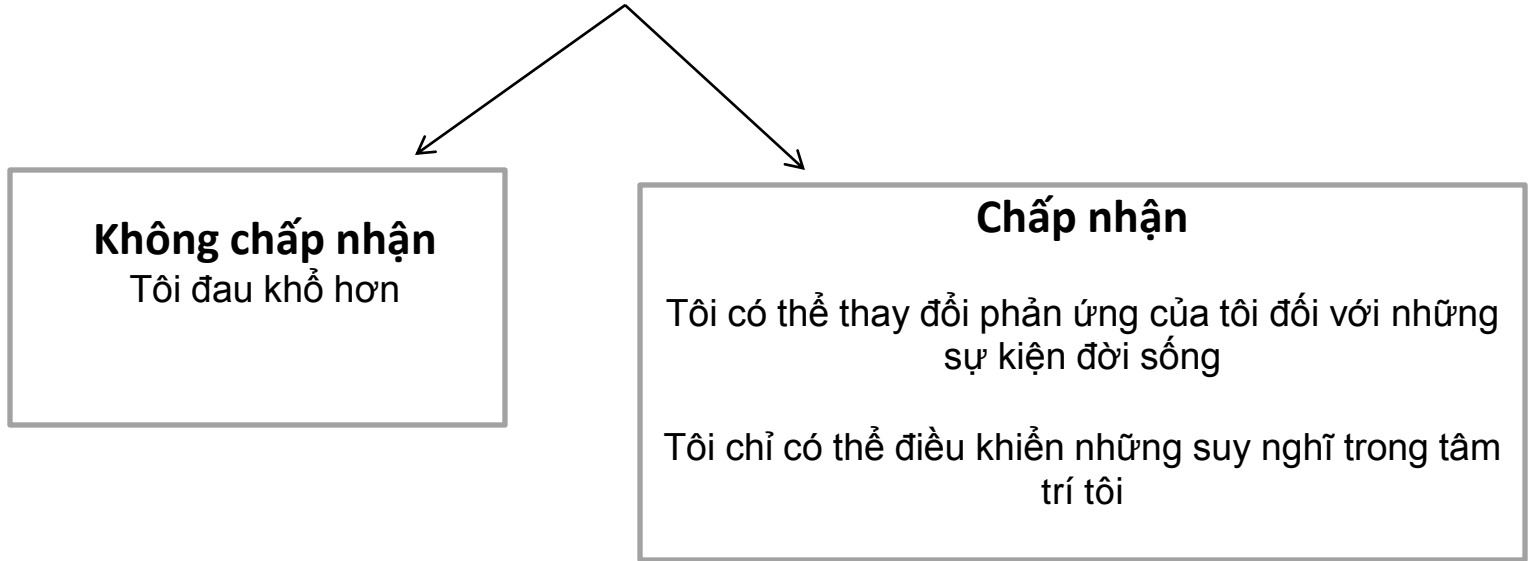 Không chấp nhận
Tôi đau khổ hơn
Chấp nhận
Tôi có thể thay đổi phản ứng của tôi đối với những
sự kiện đời sống
Tôi chỉ có thể điều khiển những suy nghĩ trong tâm
trí tôi